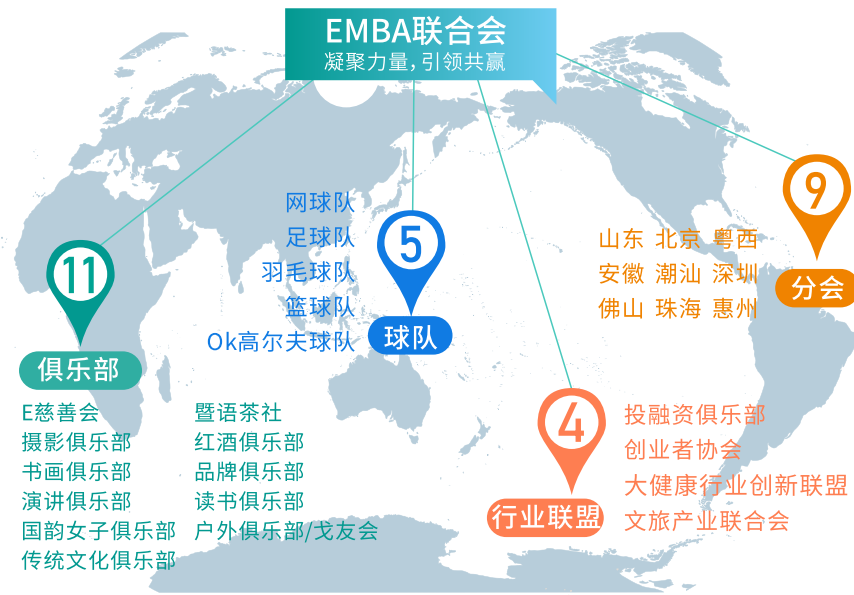 EMBA联合会
凝聚力量，引领共赢
11
俱乐部
E慈善会
摄影俱乐部
书画俱乐部
演讲俱乐部
国韵女子俱乐部
传统文化俱乐部
暨语茶社
红酒俱乐部
品牌俱乐部
读书俱乐部
户外俱乐部/戈友会
网球队
足球队
羽毛球队
篮球队
Ok高尔夫球队
5
球队
4
行业联盟
投融资俱乐部
创业者协会
大健康行业创新联盟
文旅产业联合会
9
分会
山东 北京 粤西
安徽 潮汕 深圳
佛山 珠海 惠州